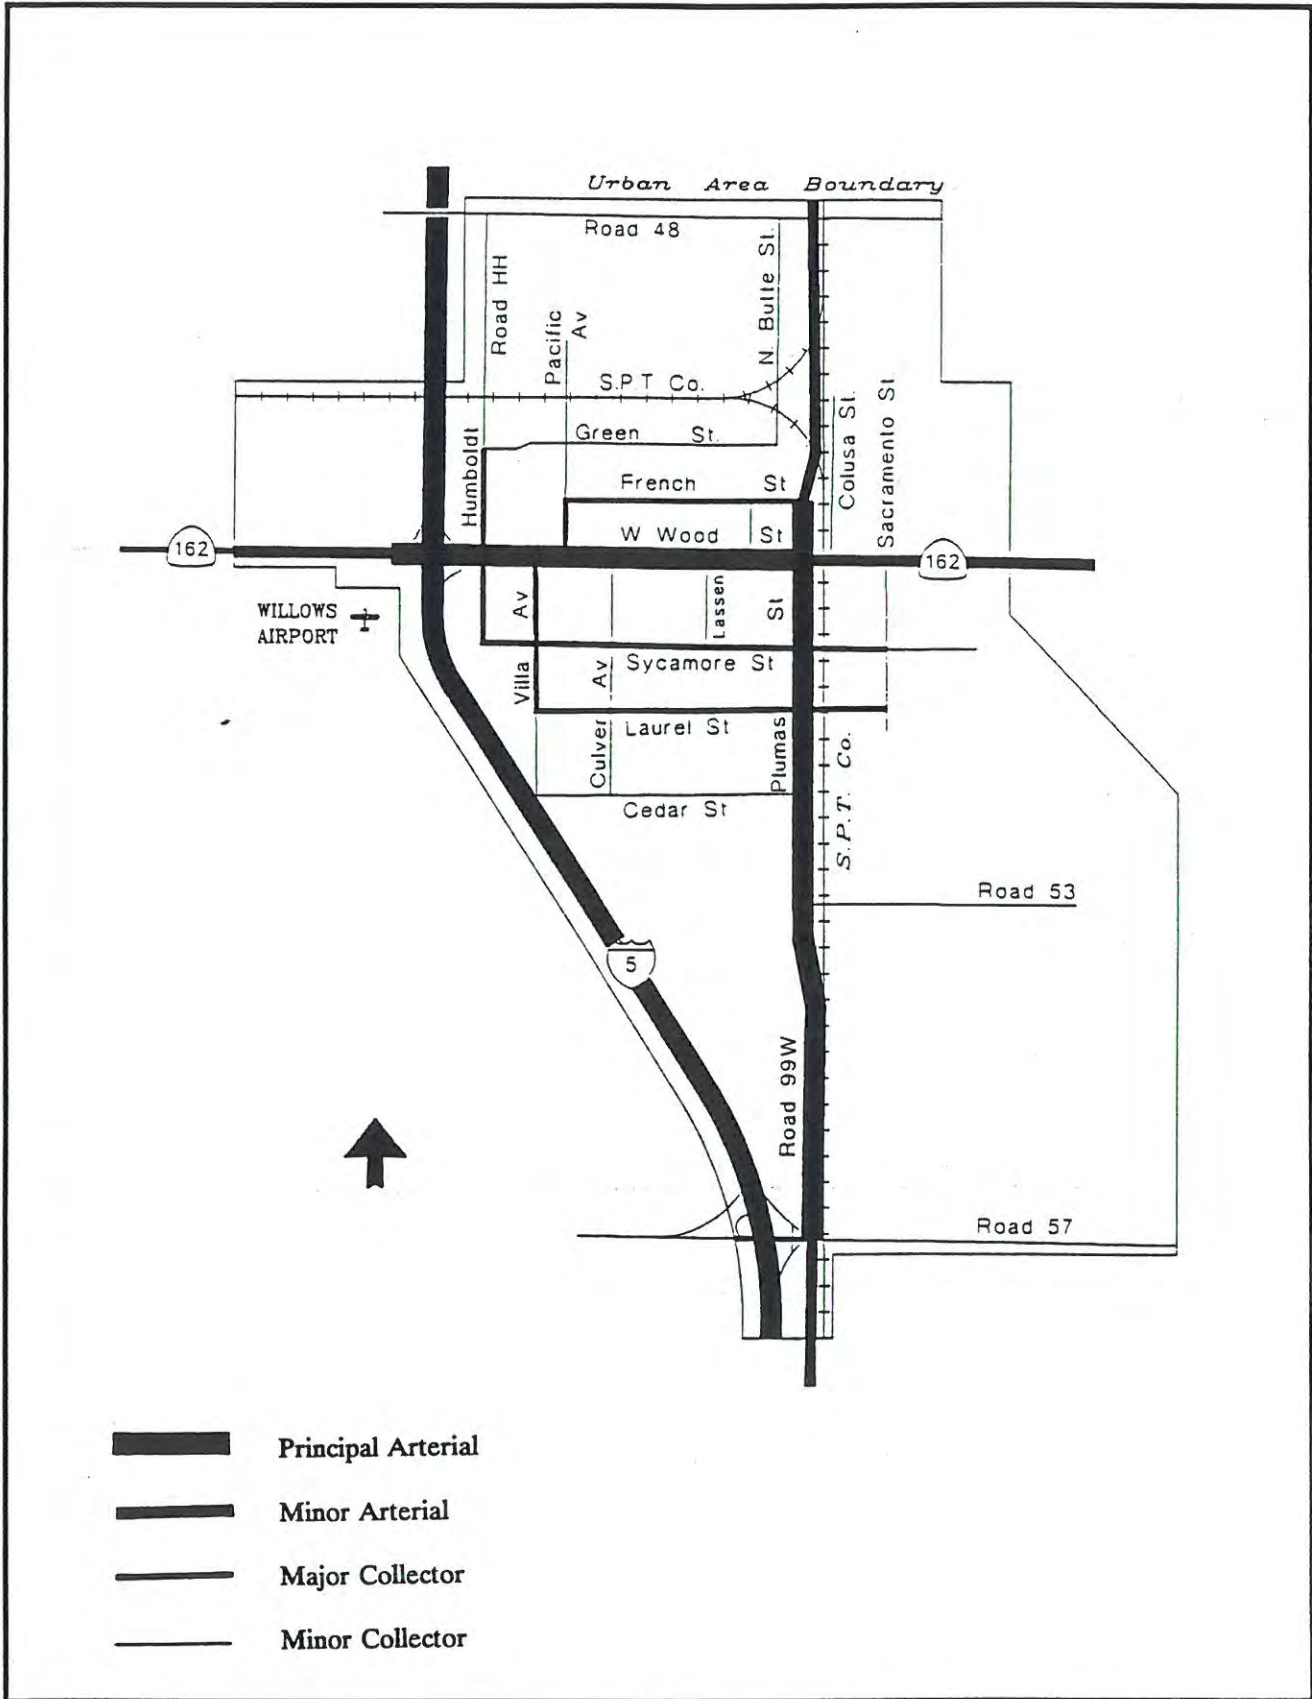 Urban Area Boundary
Road 48
Road HH
Pacific
Av
N. Butte St.
S.P.T Co.
Green St.
Humboldt
Colusa St.
Sacramento St
French St
W Wood St
162
162
WILLOWS
AIRPORT
Villa Av
Lassen
Sycamore St
Culver Av
Laurel St
Plumas St
Cedar St
S.P.T. Co.
Road 53
5
Road 99W
Road 57
Principal Arterial
Minor Arterial
Major Collector
Minor Collector